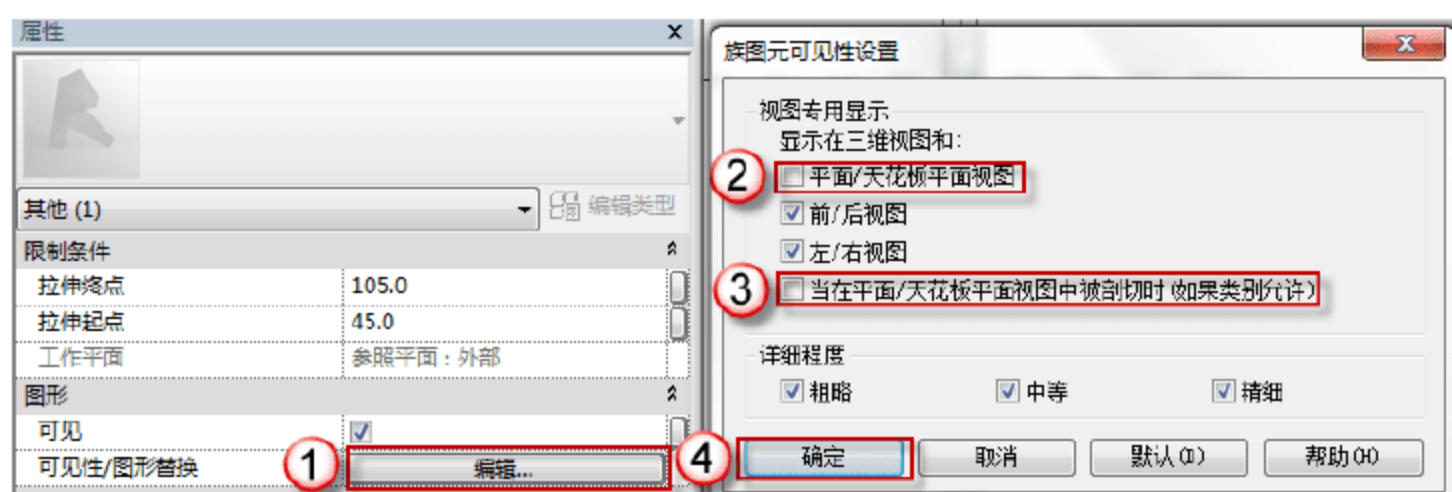 属性
其他 (1)
编辑类型
限制条件
拉伸终点 105.0
拉伸起点 45.0
工作平面 参照平面：外部
图形
可见
可见性/图形替换 ① 编辑...
族图元可见性设置
视图专用显示
显示在三维视图和:
② 平面/天花板平面视图
前/后视图
左/右视图
③ 当在平面/天花板平面视图中被剖切时(如果类别允许)
详细程度
粗略 中等 精细
④ 确定 取消 默认(D) 帮助(H)